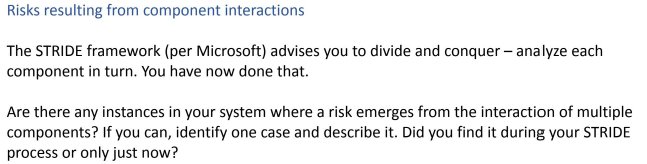 Risks resulting from component interactions
The STRIDE framework (per Microsoft) advises you to divide and conquer – analyze each
component in turn. You have now done that.
Are there any instances in your system where a risk emerges from the interaction of multiple
components? If you can, identify one case and describe it. Did you find it during your STRIDE
process or only just now?